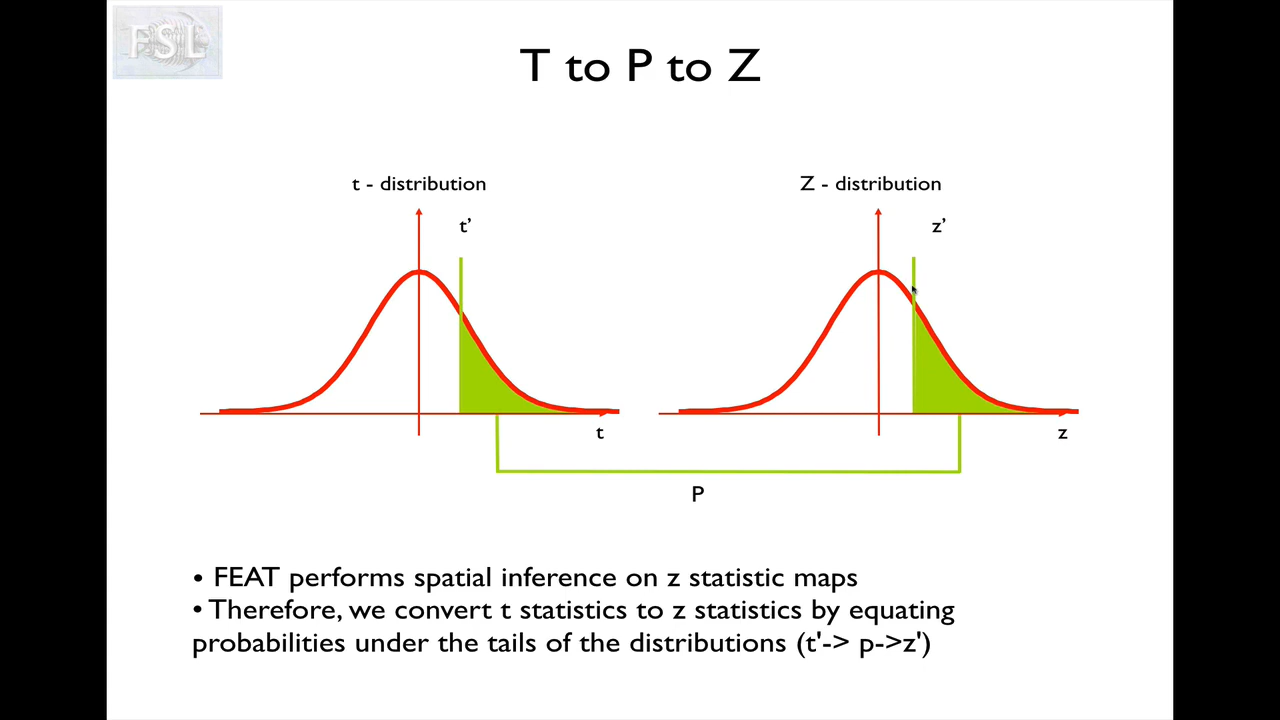 FSL
T to P to Z
t - distribution
Z - distribution
t’
z’
t
z
P
• FEAT performs spatial inference on z statistic maps
• Therefore, we convert t statistics to z statistics by equating
probabilities under the tails of the distributions (t'-> p->z')